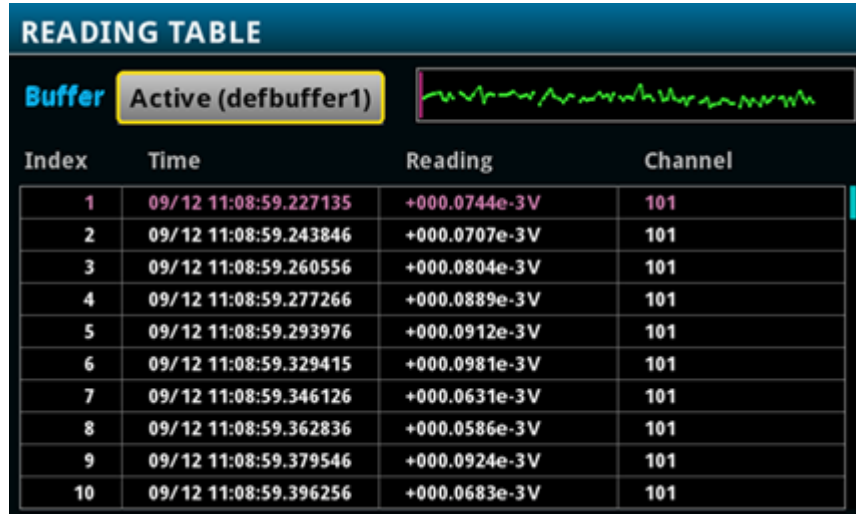 READING TABLE
Buffer Active (defbuffer1)
Index Time Reading Channel
1 09/12 11:08:59.227135 +000.0744e-3V 101
2 09/12 11:08:59.243846 +000.0707e-3V 101
3 09/12 11:08:59.260556 +000.0804e-3V 101
4 09/12 11:08:59.277266 +000.0889e-3V 101
5 09/12 11:08:59.293976 +000.0912e-3V 101
6 09/12 11:08:59.329415 +000.0981e-3V 101
7 09/12 11:08:59.346126 +000.0631e-3V 101
8 09/12 11:08:59.362836 +000.0586e-3V 101
9 09/12 11:08:59.379546 +000.0924e-3V 101
10 09/12 11:08:59.396256 +000.0683e-3V 101